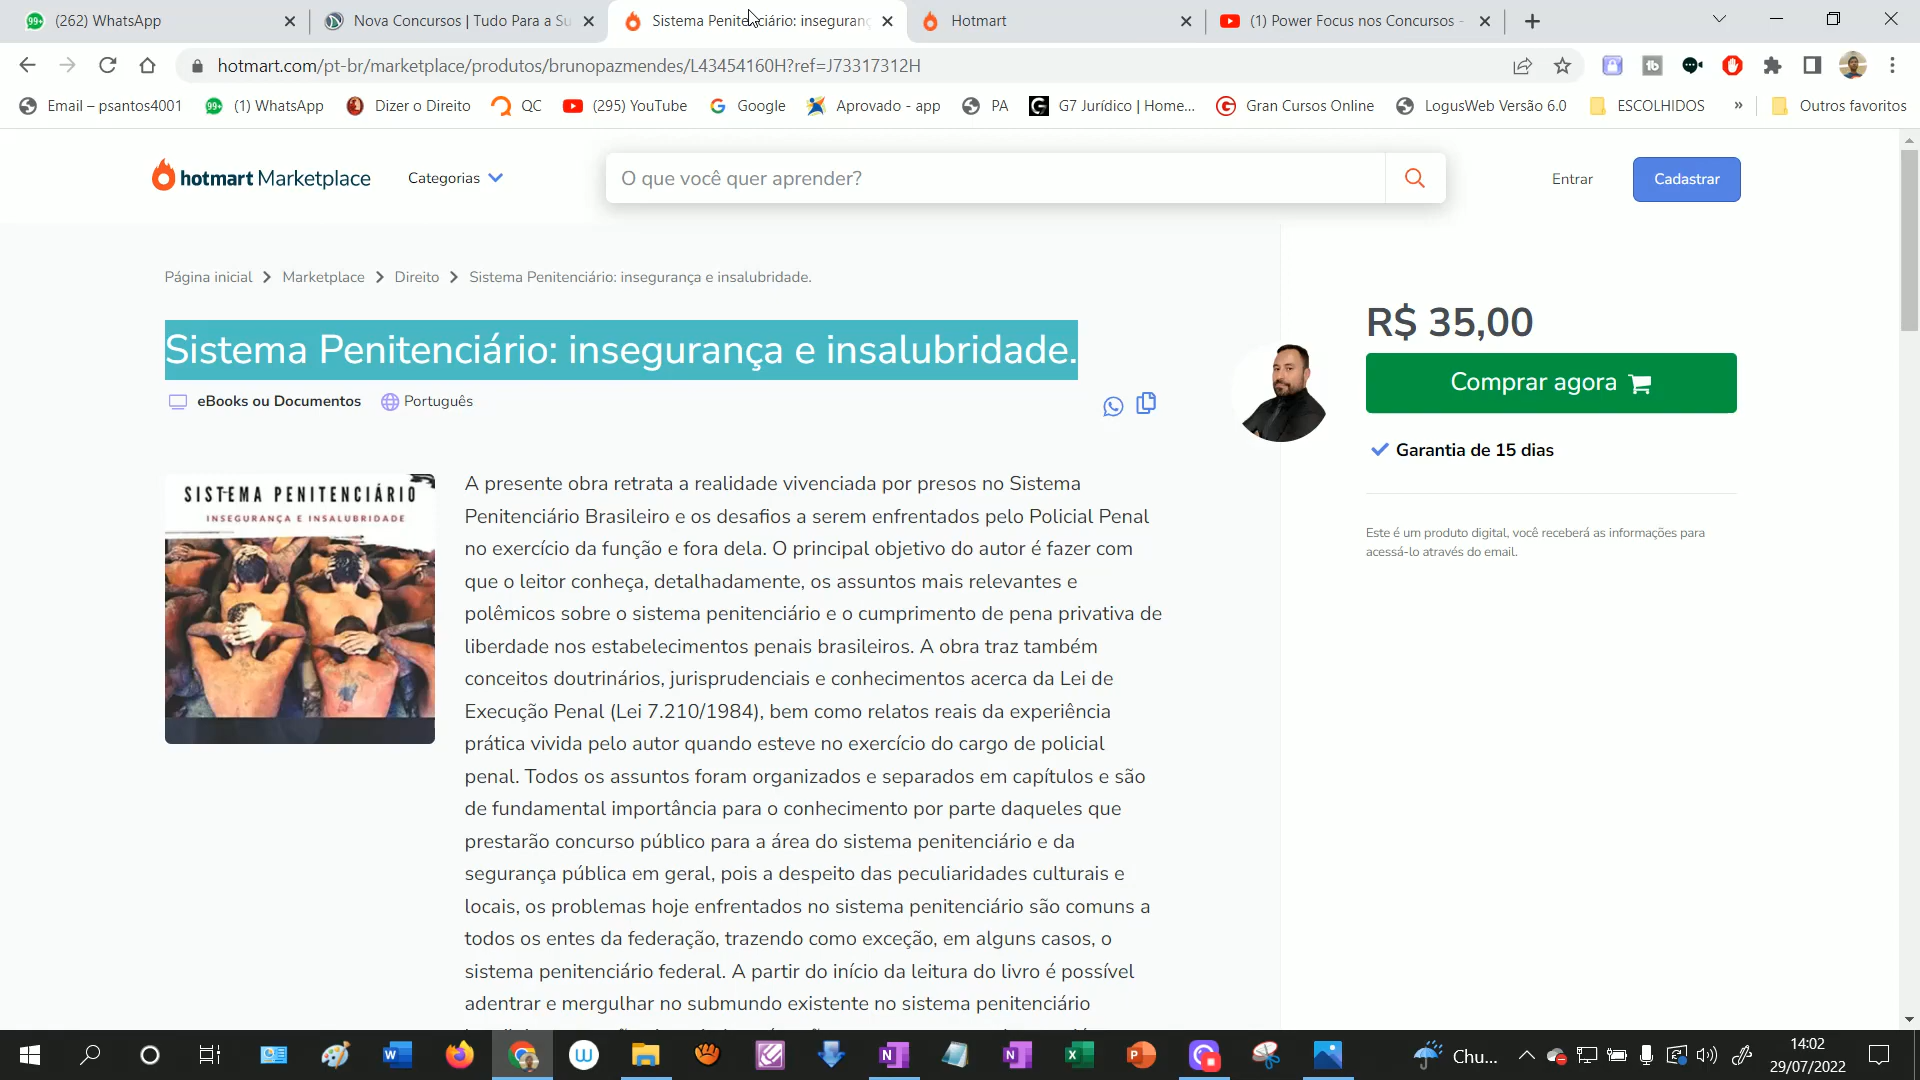 (262) WhatsApp
Nova Concursos | Tudo Para a Su
Sistema Penitenciário: inseguranç
Hotmart
(1) Power Focus nos Concursos -
hotmart.com/pt-br/marketplace/produtos/brunopazmendes/L43454160H?ref=J73317312H
Email – psantos4001
(1) WhatsApp
Dizer o Direito
QC
(295) YouTube
Google
Aprovado - app
PA
G7 Jurídico | Home...
Gran Cursos Online
LogusWeb Versão 6.0
ESCOLHIDOS
»
Outros favoritos
hotmart Marketplace
Categorias
O que você quer aprender?
Entrar
Cadastrar
Página inicial > Marketplace > Direito > Sistema Penitenciário: insegurança e insalubridade.
Sistema Penitenciário: insegurança e insalubridade.
eBooks ou Documentos
Português
SISTEMA PENITENCIÁRIO
INSEGURANÇA E INSALUBRIDADE
A presente obra retrata a realidade vivenciada por presos no Sistema
Penitenciário Brasileiro e os desafios a serem enfrentados pelo Policial Penal
no exercício da função e fora dela. O principal objetivo do autor é fazer com
que o leitor conheça, detalhadamente, os assuntos mais relevantes e
polêmicos sobre o sistema penitenciário e o cumprimento de pena privativa de
liberdade nos estabelecimentos penais brasileiros. A obra traz também
conceitos doutrinários, jurisprudenciais e conhecimentos acerca da Lei de
Execução Penal (Lei 7.210/1984), bem como relatos reais da experiência
prática vivida pelo autor quando esteve no exercício do cargo de policial
penal. Todos os assuntos foram organizados e separados em capítulos e são
de fundamental importância para o conhecimento por parte daqueles que
prestarão concurso público para a área do sistema penitenciário e da
segurança pública em geral, pois a despeito das peculiaridades culturais e
locais, os problemas hoje enfrentados no sistema penitenciário são comuns a
todos os entes da federação, trazendo como exceção, em alguns casos, o
sistema penitenciário federal. A partir do início da leitura do livro é possível
adentrar e mergulhar no submundo existente no sistema penitenciário
R$ 35,00
Comprar agora
Garantia de 15 dias
Este é um produto digital, você receberá as informações para
acessá-lo através do email.
Chu...
14:02
29/07/2022